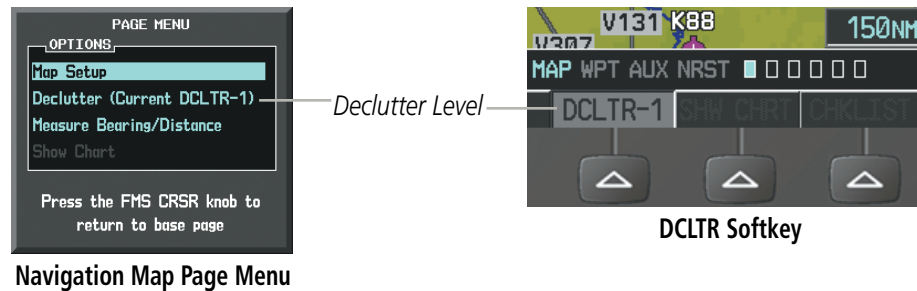 PAGE MENU
OPTIONS
Map Setup
Declutter (Current DCLTR-1)
Measure Bearing/Distance
Show Chart
Press the FMS CRSR knob to
return to base page
Navigation Map Page Menu
Declutter Level
V131 K88
V307
150NM
MAP WPT AUX NRST
DCLTR-1 SHW CHRT CHKLIST
DCLTR Softkey